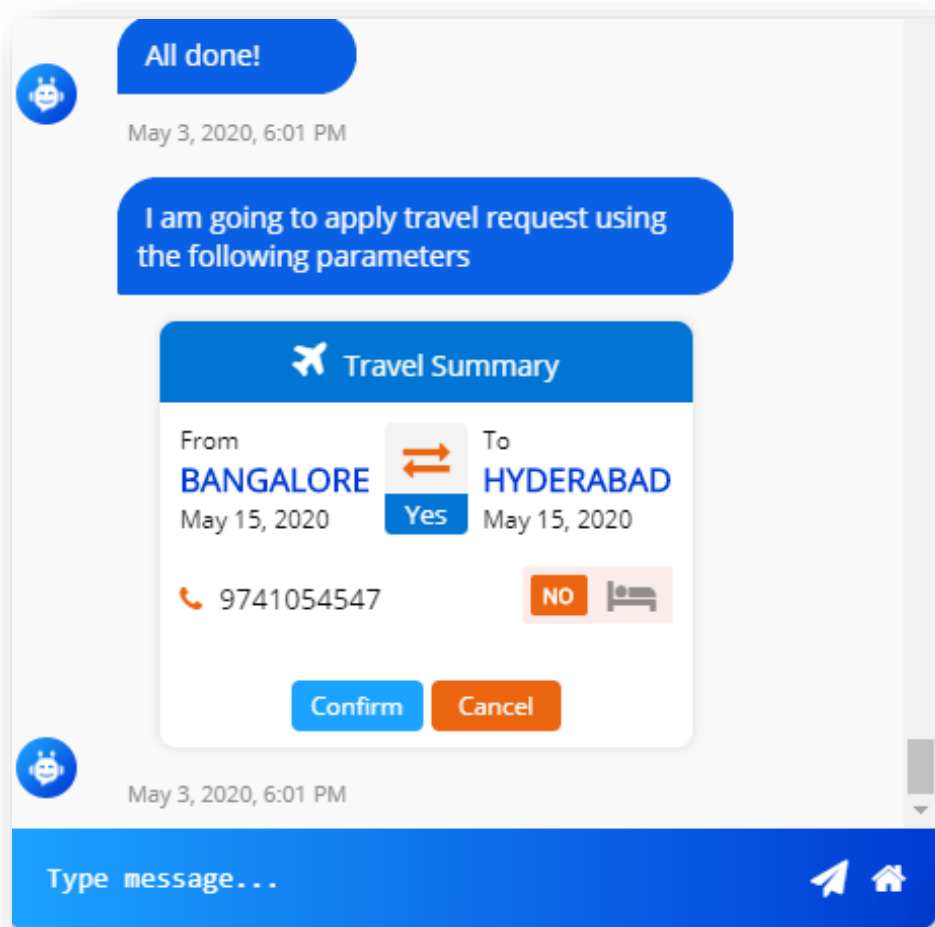 All done!
May 3, 2020, 6:01 PM
I am going to apply travel request using
the following parameters
Travel Summary
From
To
BANGALORE
HYDERABAD
May 15, 2020
Yes
May 15, 2020
9741054547
NO
Confirm
Cancel
May 3, 2020, 6:01 PM
Type message...